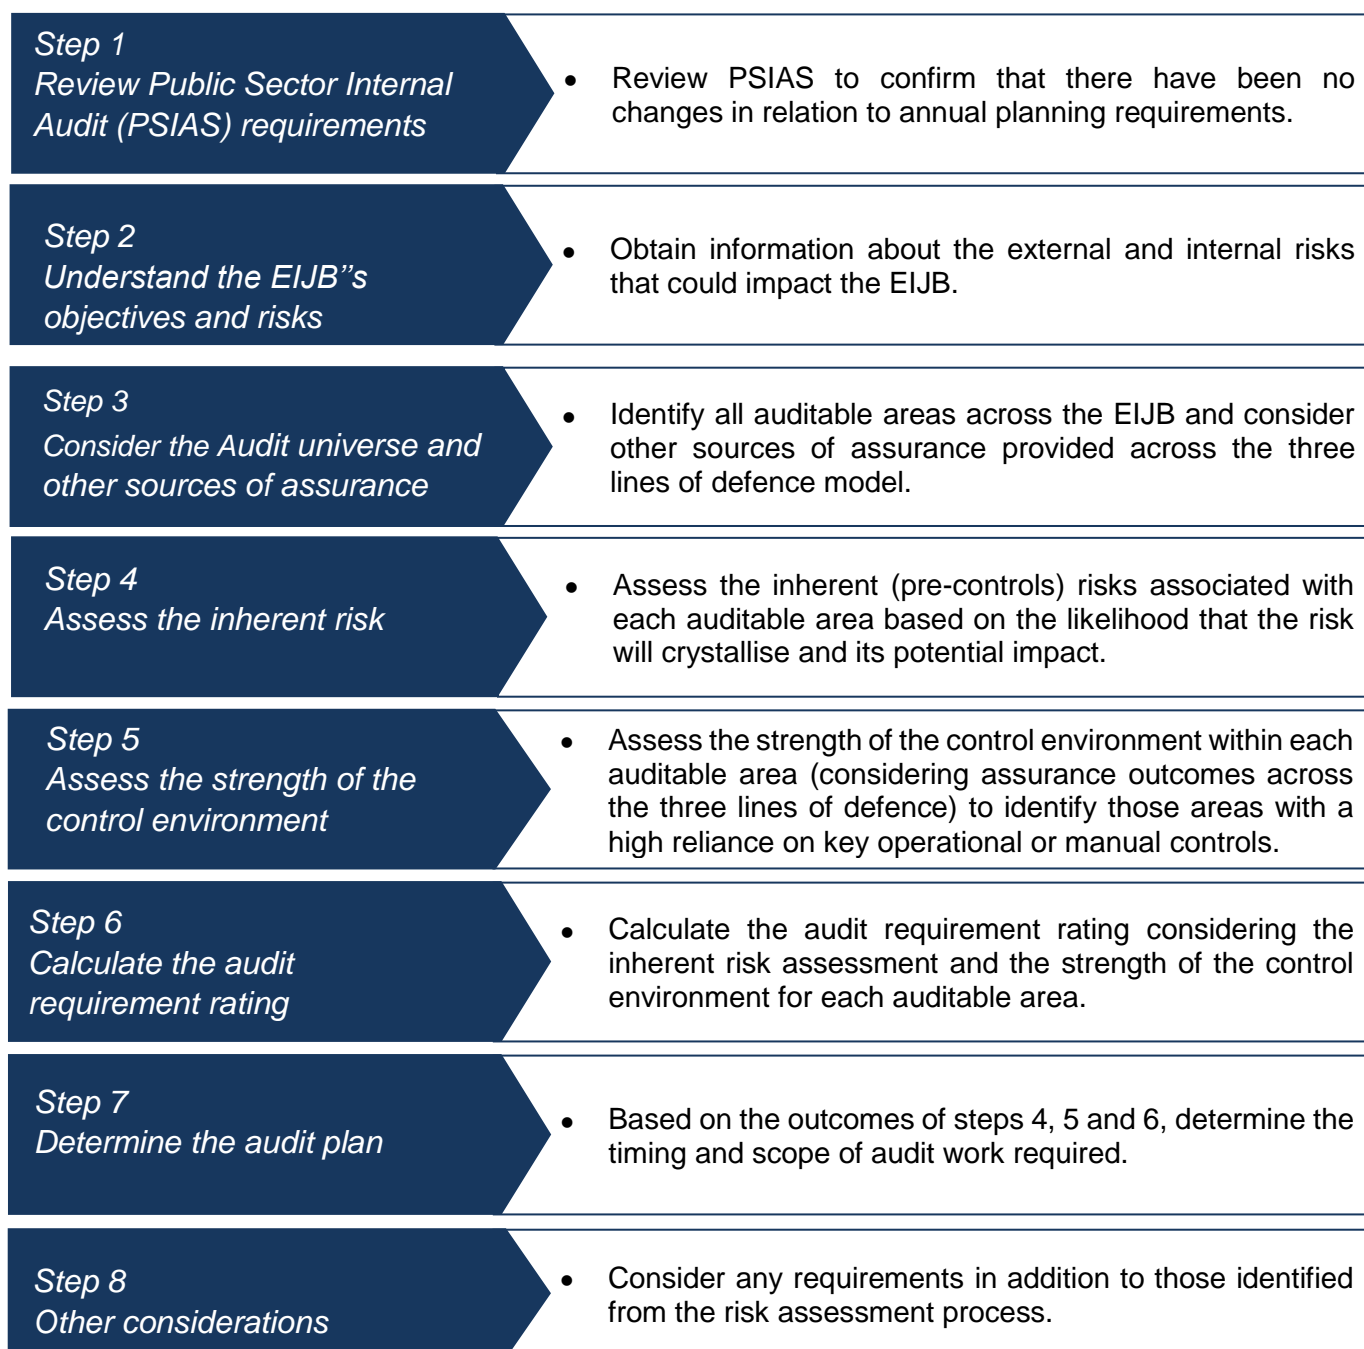 Step 1
Review Public Sector Internal
Audit (PSIAS) requirements
• Review PSIAS to confirm that there have been no
changes in relation to annual planning requirements.
Step 2
Understand the EIJB’’s
objectives and risks
• Obtain information about the external and internal risks
that could impact the EIJB.
Step 3
Consider the Audit universe and
other sources of assurance
• Identify all auditable areas across the EIJB and consider
other sources of assurance provided across the three
lines of defence model.
Step 4
Assess the inherent risk
• Assess the inherent (pre-controls) risks associated with
each auditable area based on the likelihood that the risk
will crystallise and its potential impact.
Step 5
Assess the strength of the
control environment
• Assess the strength of the control environment within each
auditable area (considering assurance outcomes across
the three lines of defence) to identify those areas with a
high reliance on key operational or manual controls.
Step 6
Calculate the audit
requirement rating
• Calculate the audit requirement rating considering the
inherent risk assessment and the strength of the control
environment for each auditable area.
Step 7
Determine the audit plan
• Based on the outcomes of steps 4, 5 and 6, determine the
timing and scope of audit work required.
Step 8
Other considerations
• Consider any requirements in addition to those identified
from the risk assessment process.